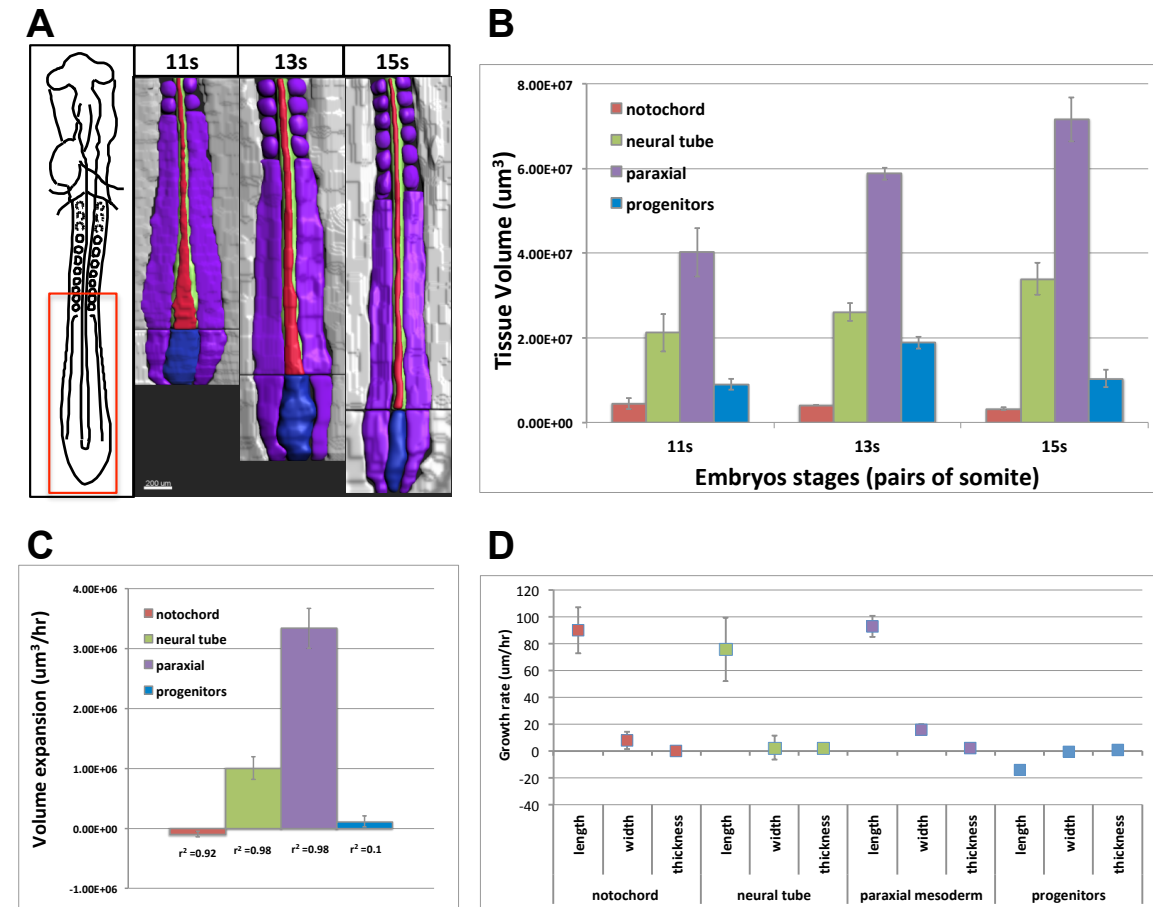 A
11s 13s 15s
200 um
B
8.00E+07
6.00E+07
4.00E+07
2.00E+07
0.00E+00
Tissue Volume (um³)
notochord
neural tube
paraxial
progenitors
11s 13s 15s
Embryos stages (pairs of somite)
C
4.00E+06
3.00E+06
2.00E+06
1.00E+06
0.00E+00
-1.00E+06
Volume expansion (um³/hr)
notochord
neural tube
paraxial
progenitors
r² =0.92 r² =0.98 r² =0.98 r² =0.1
D
120
100
80
60
40
20
0
-20
-40
Growth rate (um/hr)
length width thickness length width thickness length width thickness length width thickness
notochord neural tube paraxial mesoderm progenitors